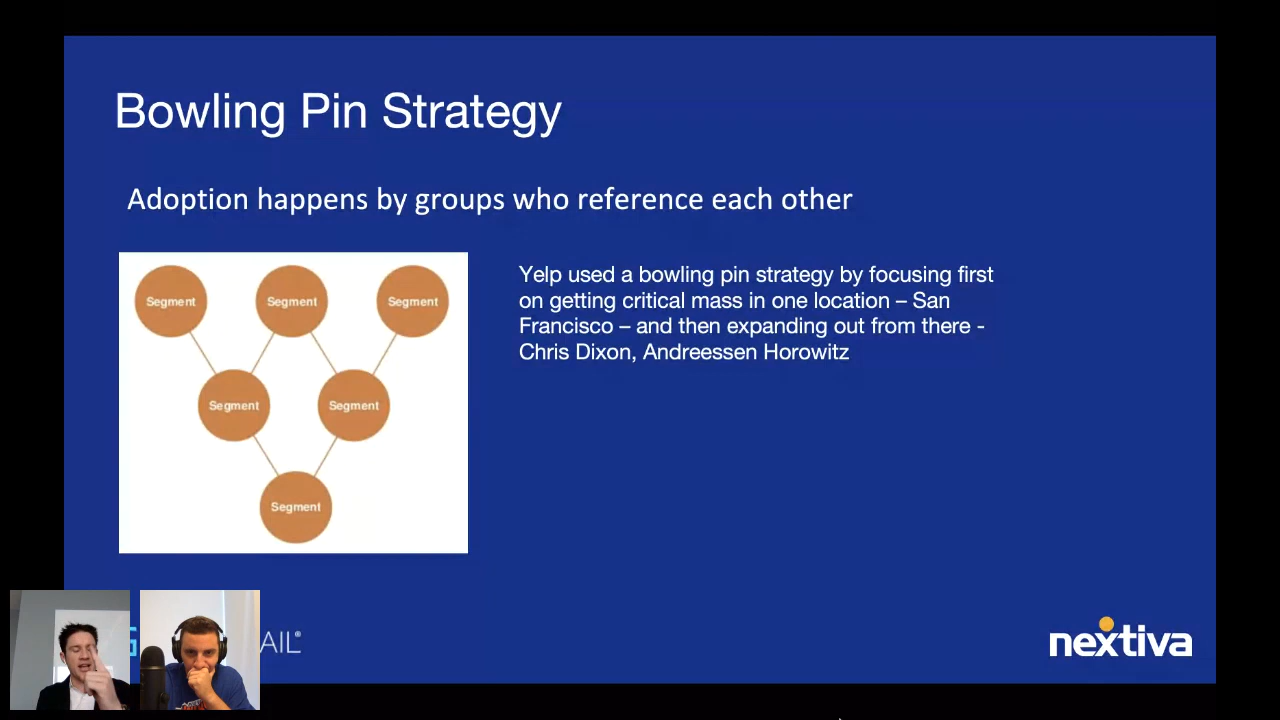 Bowling Pin Strategy
Adoption happens by groups who reference each other
Segment Segment Segment
Segment Segment
Segment
Yelp used a bowling pin strategy by focusing first
on getting critical mass in one location – San
Francisco – and then expanding out from there -
Chris Dixon, Andreessen Horowitz
AIL®
nextiva